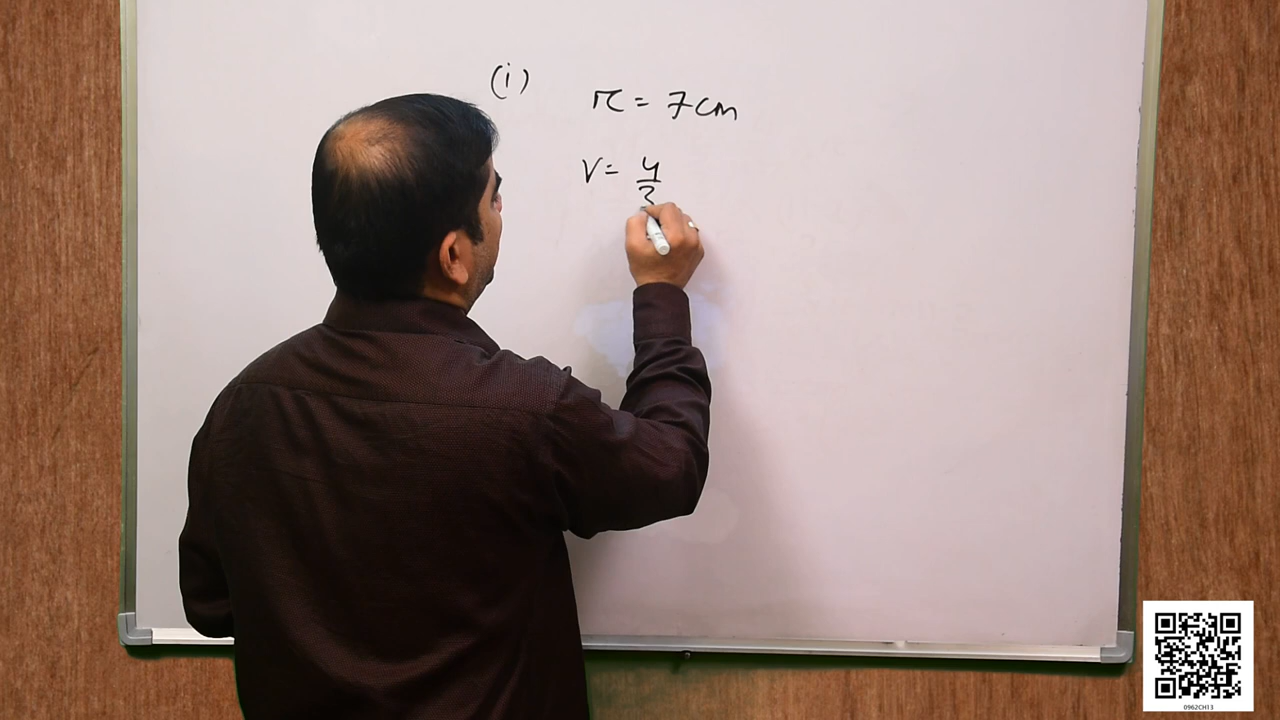 (i) r = 7cm
V = 4/3
0962CH13